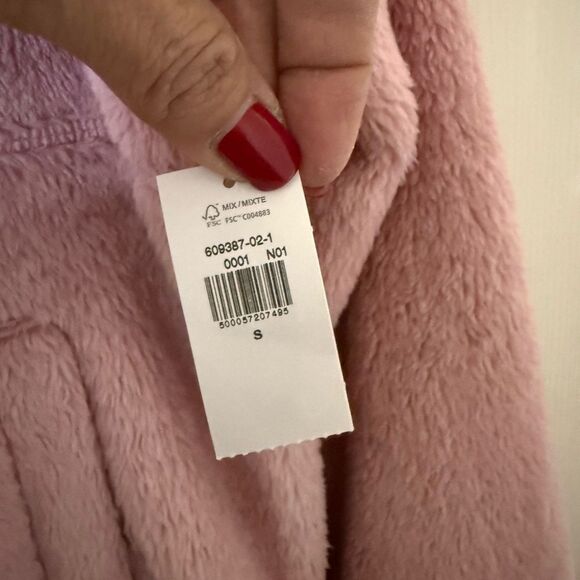 MIX/MIXTE
FSC FSC™ C004883
609387-02-1
0001 N01
500057207495
S